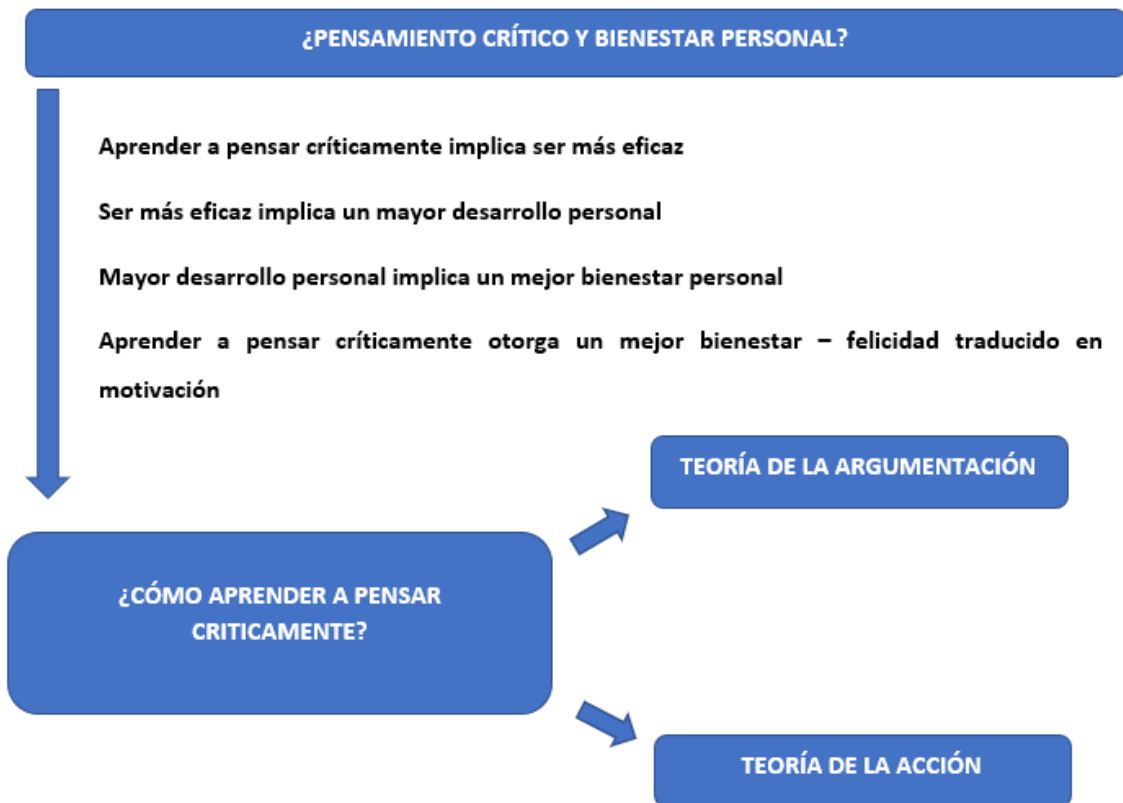 ¿PENSAMIENTO CRÍTICO Y BIENESTAR PERSONAL?
Aprender a pensar críticamente implica ser más eficaz
Ser más eficaz implica un mayor desarrollo personal
Mayor desarrollo personal implica un mejor bienestar personal
Aprender a pensar críticamente otorga un mejor bienestar – felicidad traducido en
motivación
TEORÍA DE LA ARGUMENTACIÓN
¿CÓMO APRENDER A PENSAR
CRITICAMENTE?
TEORÍA DE LA ACCIÓN